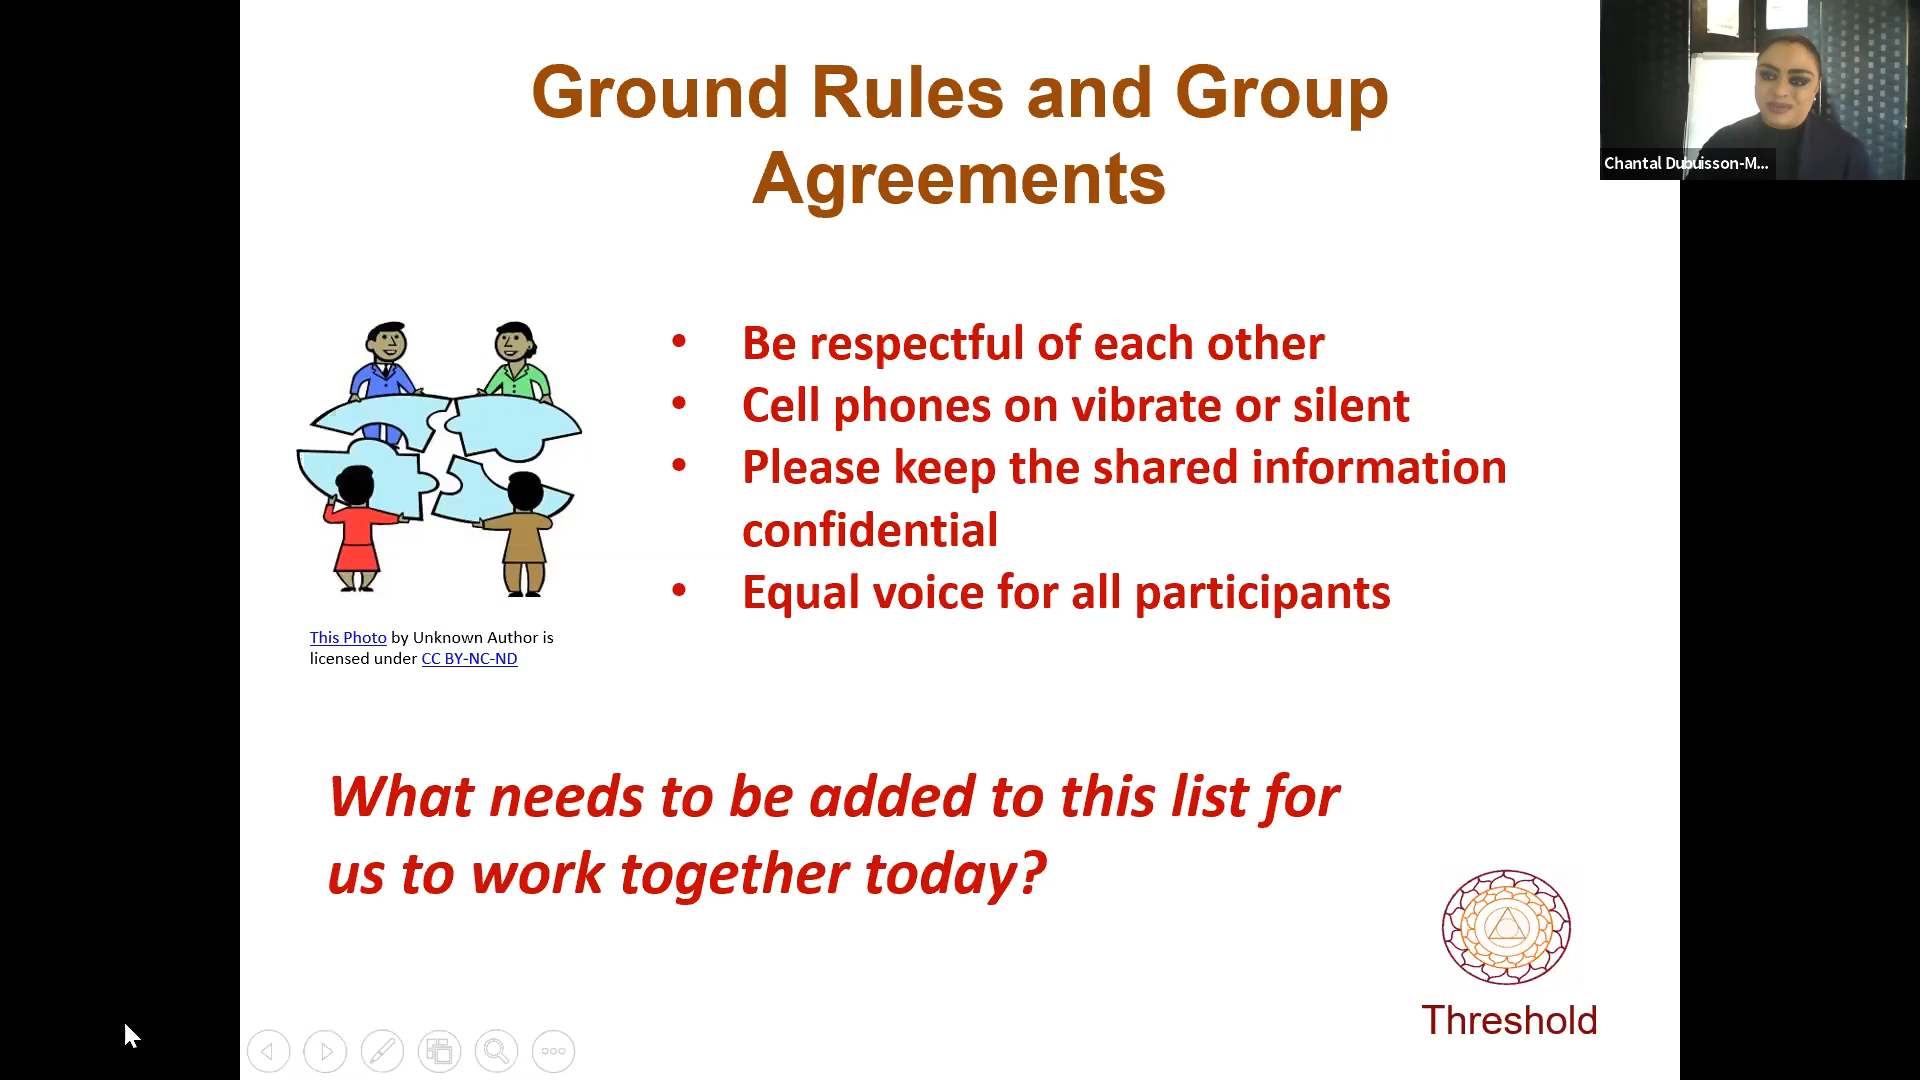 Ground Rules and Group
Agreements
Chantal Dubuisson-M...
• Be respectful of each other
• Cell phones on vibrate or silent
• Please keep the shared information
confidential
• Equal voice for all participants
This Photo by Unknown Author is
licensed under CC BY-NC-ND
What needs to be added to this list for
us to work together today?
Threshold